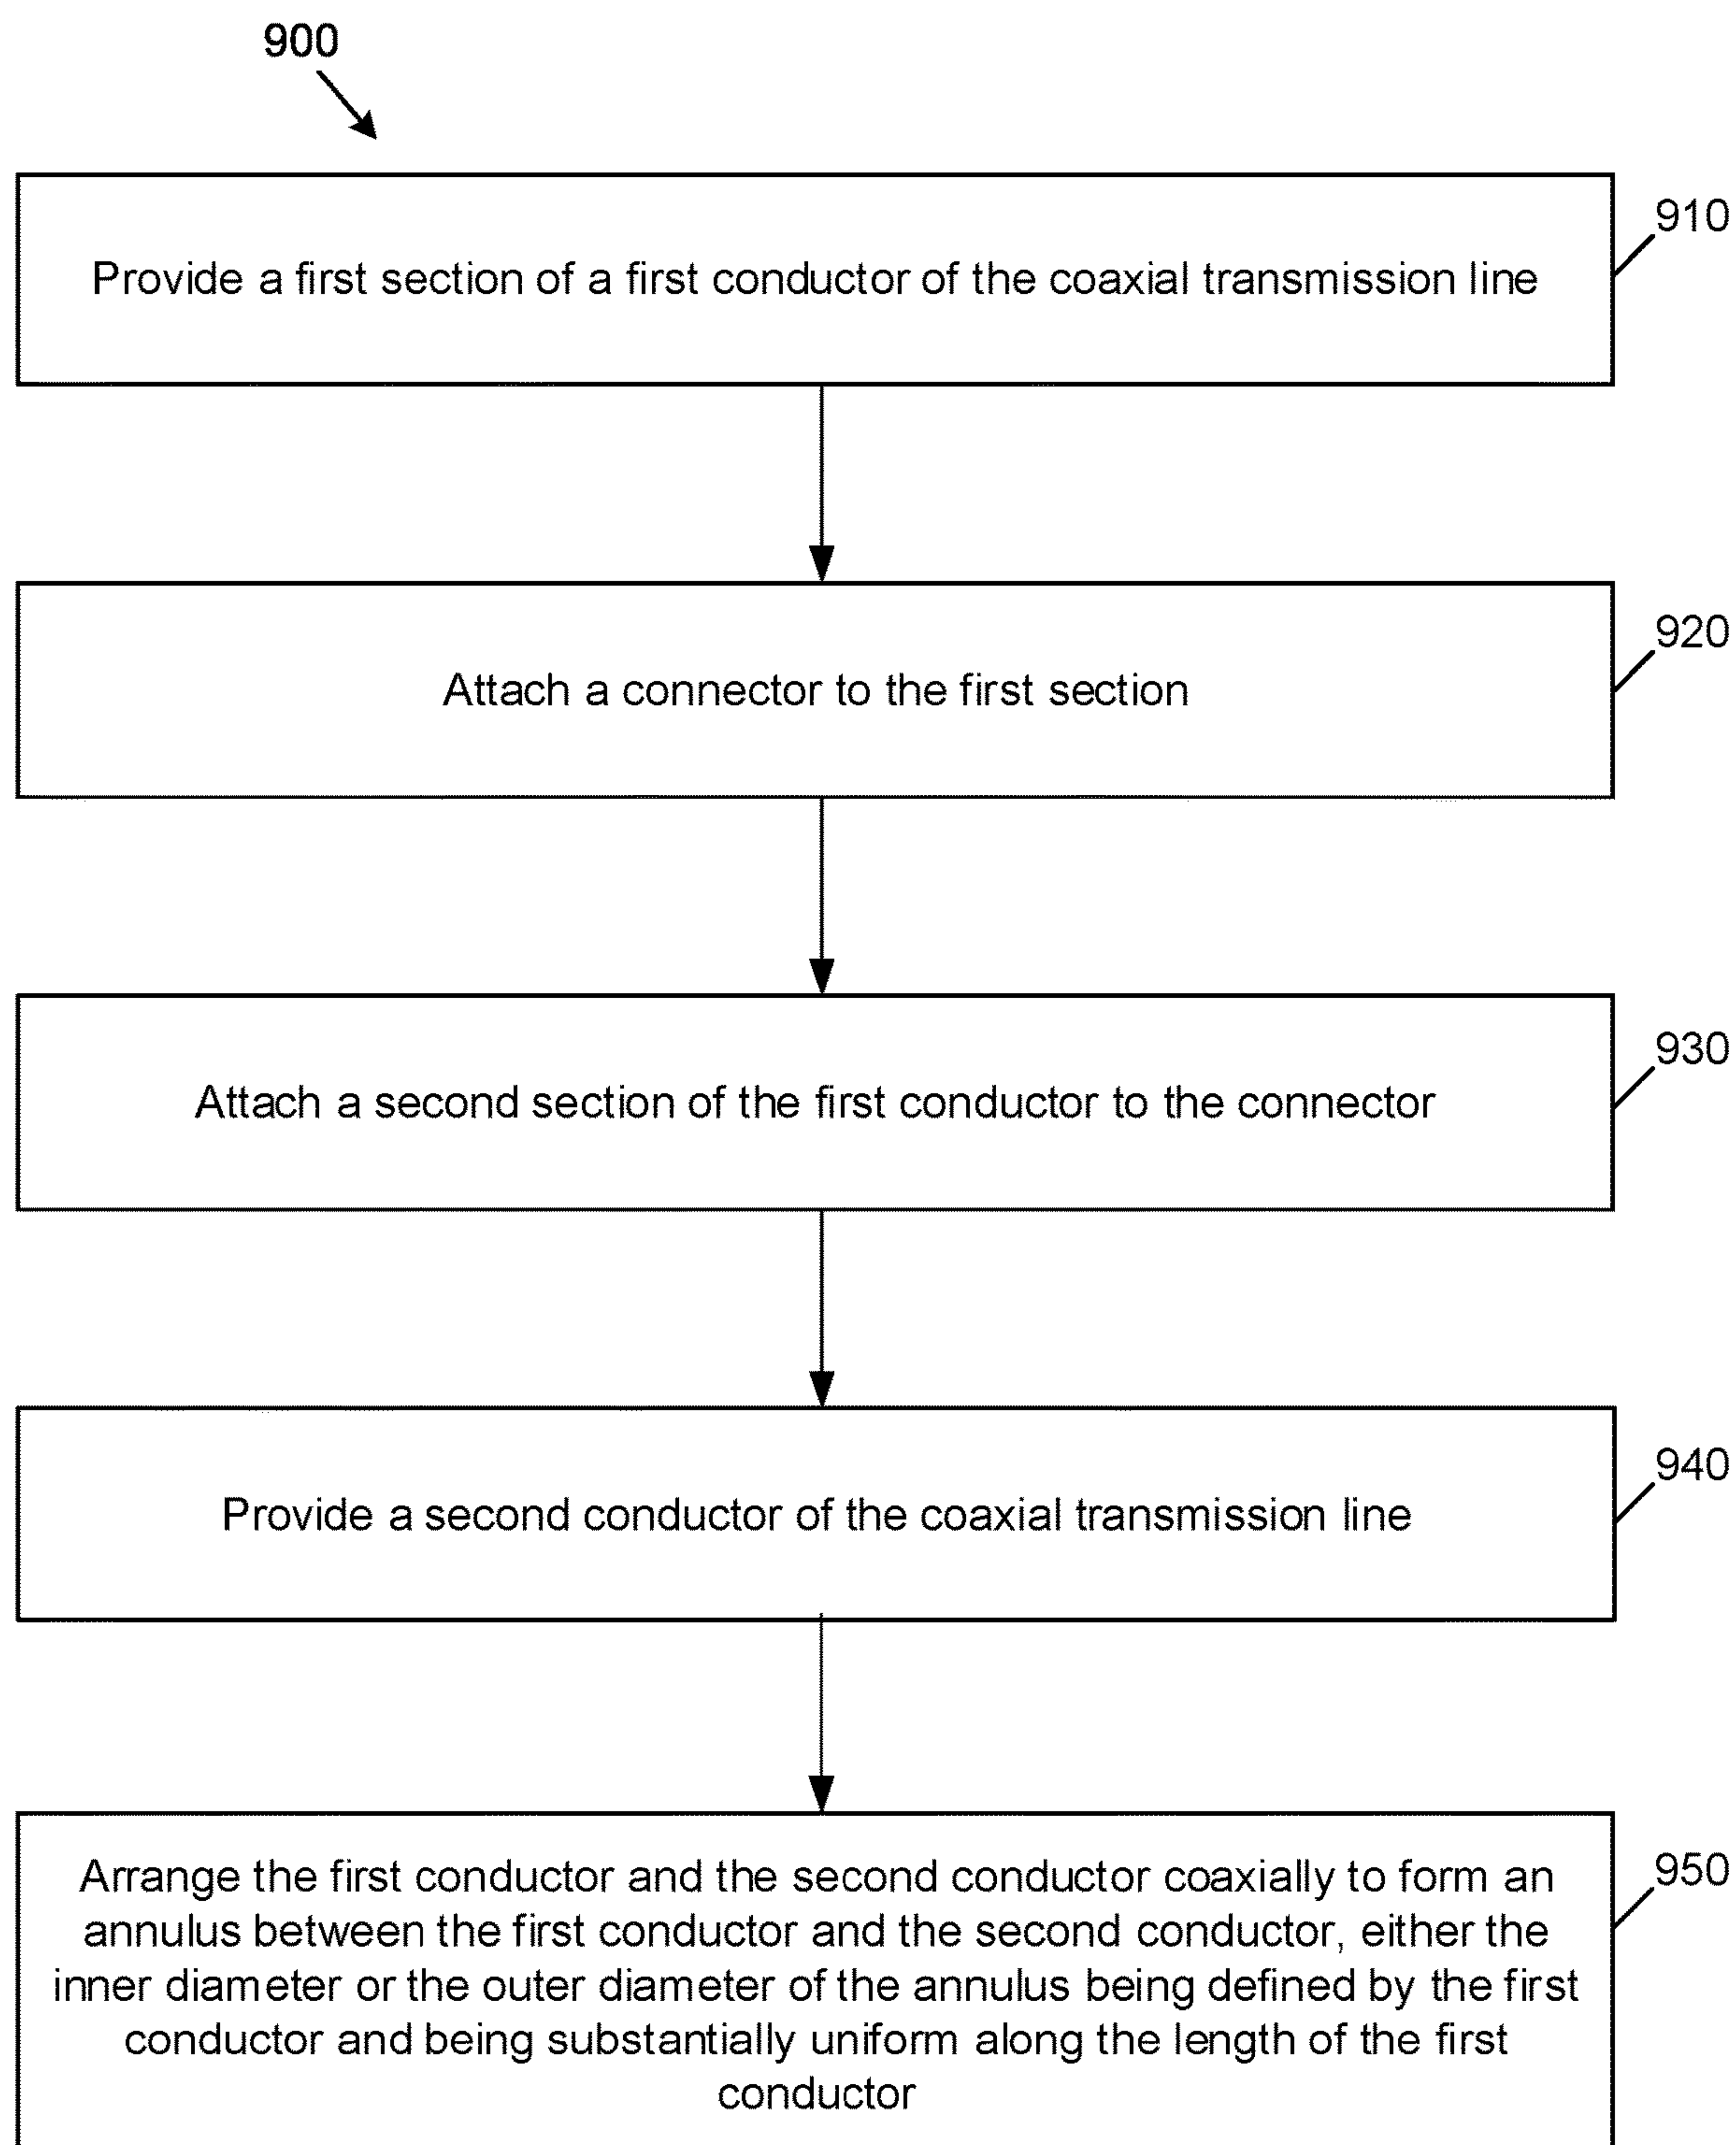 900
910
Provide a first section of a first conductor of the coaxial transmission line
920
Attach a connector to the first section
930
Attach a second section of the first conductor to the connector
940
Provide a second conductor of the coaxial transmission line
950
Arrange the first conductor and the second conductor coaxially to form an
annulus between the first conductor and the second conductor, either the
inner diameter or the outer diameter of the annulus being defined by the first
conductor and being substantially uniform along the length of the first
conductor